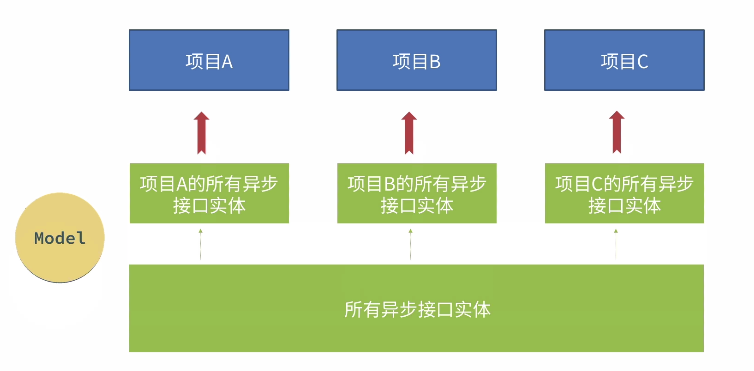 项目A
项目B
项目C
项目A的所有异步
接口实体
项目B的所有异步
接口实体
项目C的所有异步
接口实体
Model
所有异步接口实体